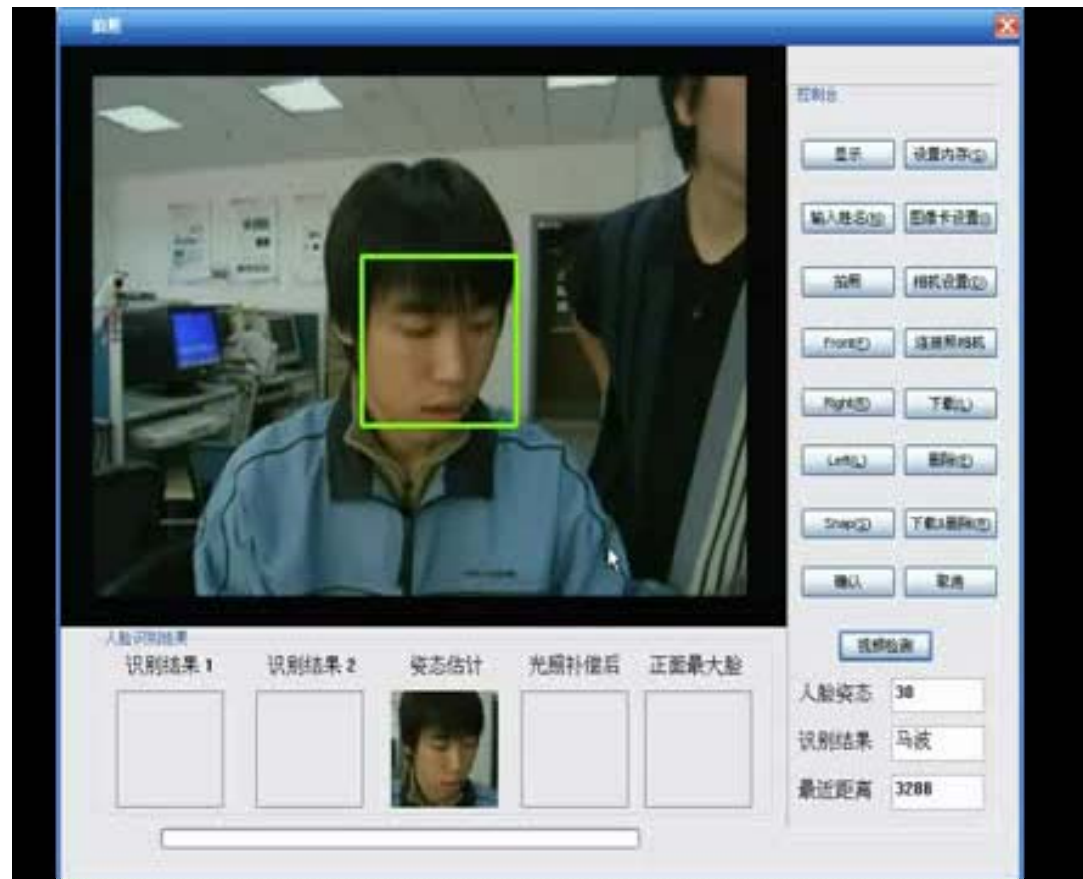 拍照
控制台
显示 设置内存(S)
输入姓名(N) 图像卡设置(I)
拍照 相机设置(D)
Front(F) 连接照相机
Right(R) 下载(L)
Left(L) 删除(E)
Snap(S) 下载&删除(R)
确认 取消
视频检测
人脸识别结果
识别结果 1 识别结果 2 姿态估计 光照补偿后 正面最大脸
人脸姿态 30
识别结果 马波
最近距离 3288